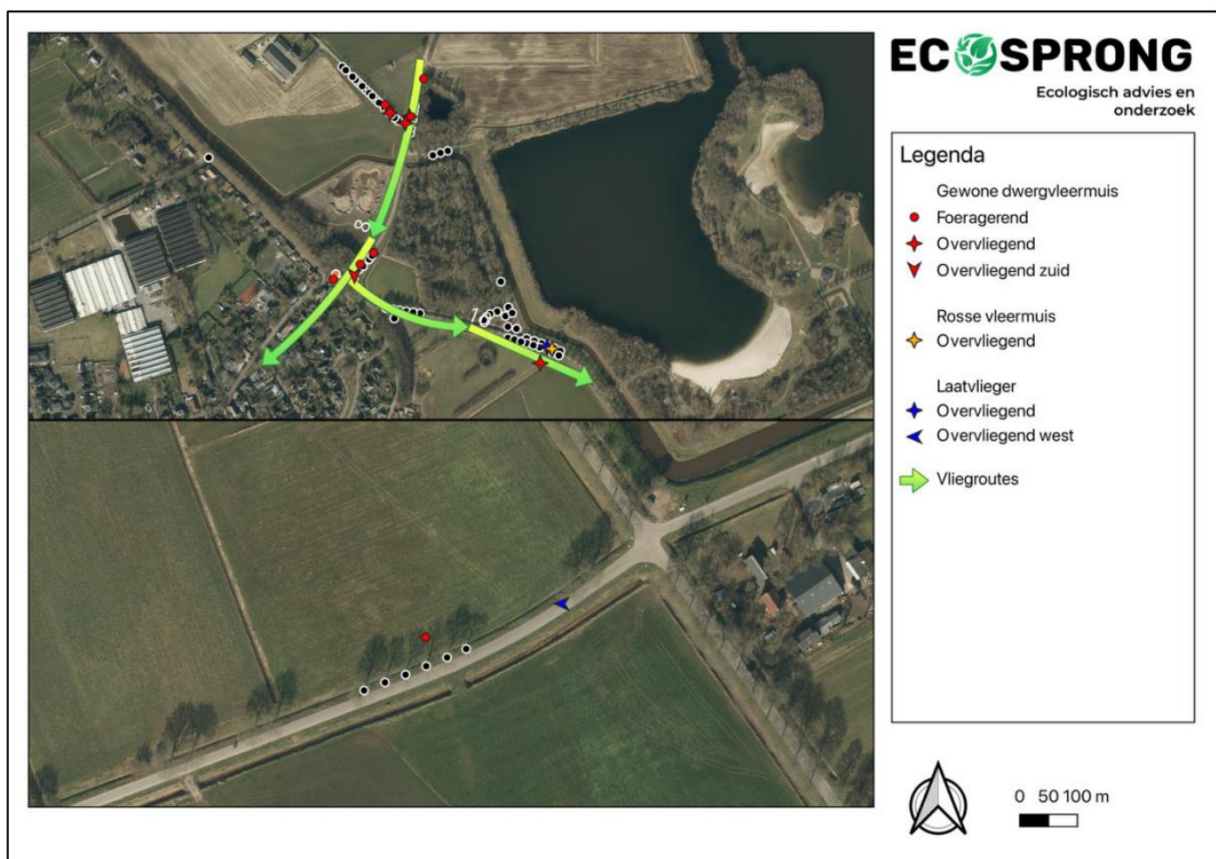 ECOSPRONG
Ecologisch advies en
onderzoek
Legenda
Gewone dwergvleermuis
Foeragerend
Overvliegend
Overvliegend zuid
Rosse vleermuis
Overvliegend
Laatvlieger
Overvliegend
Overvliegend west
Vliegroutes
0 50 100 m